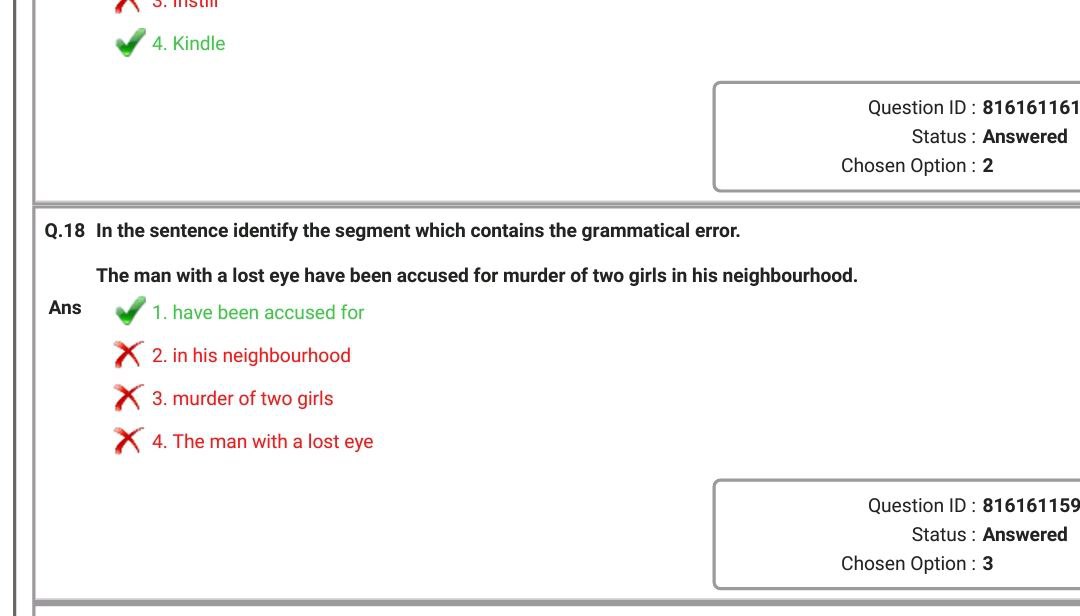 3. Instill
4. Kindle
Question ID : 816161161
Status : Answered
Chosen Option : 2
Q.18 In the sentence identify the segment which contains the grammatical error.
The man with a lost eye have been accused for murder of two girls in his neighbourhood.
Ans 1. have been accused for
2. in his neighbourhood
3. murder of two girls
4. The man with a lost eye
Question ID : 816161159
Status : Answered
Chosen Option : 3